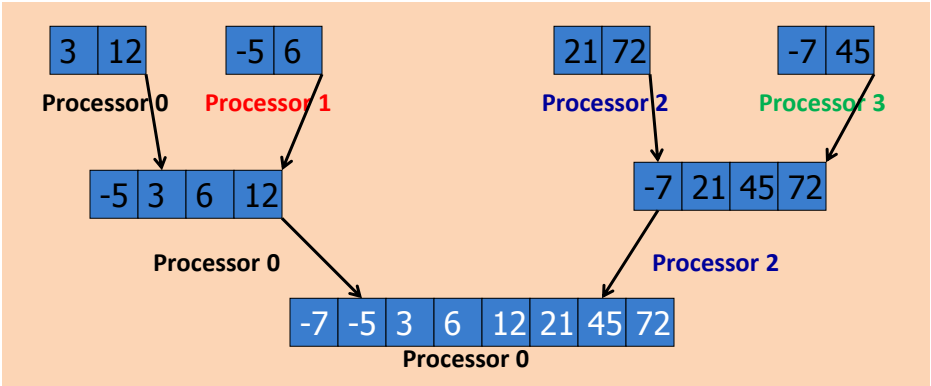 3 12 -5 6 21 72 -7 45
Processor 0 Processor 1 Processor 2 Processor 3
-5 3 6 12 -7 21 45 72
Processor 0 Processor 2
-7 -5 3 6 12 21 45 72
Processor 0